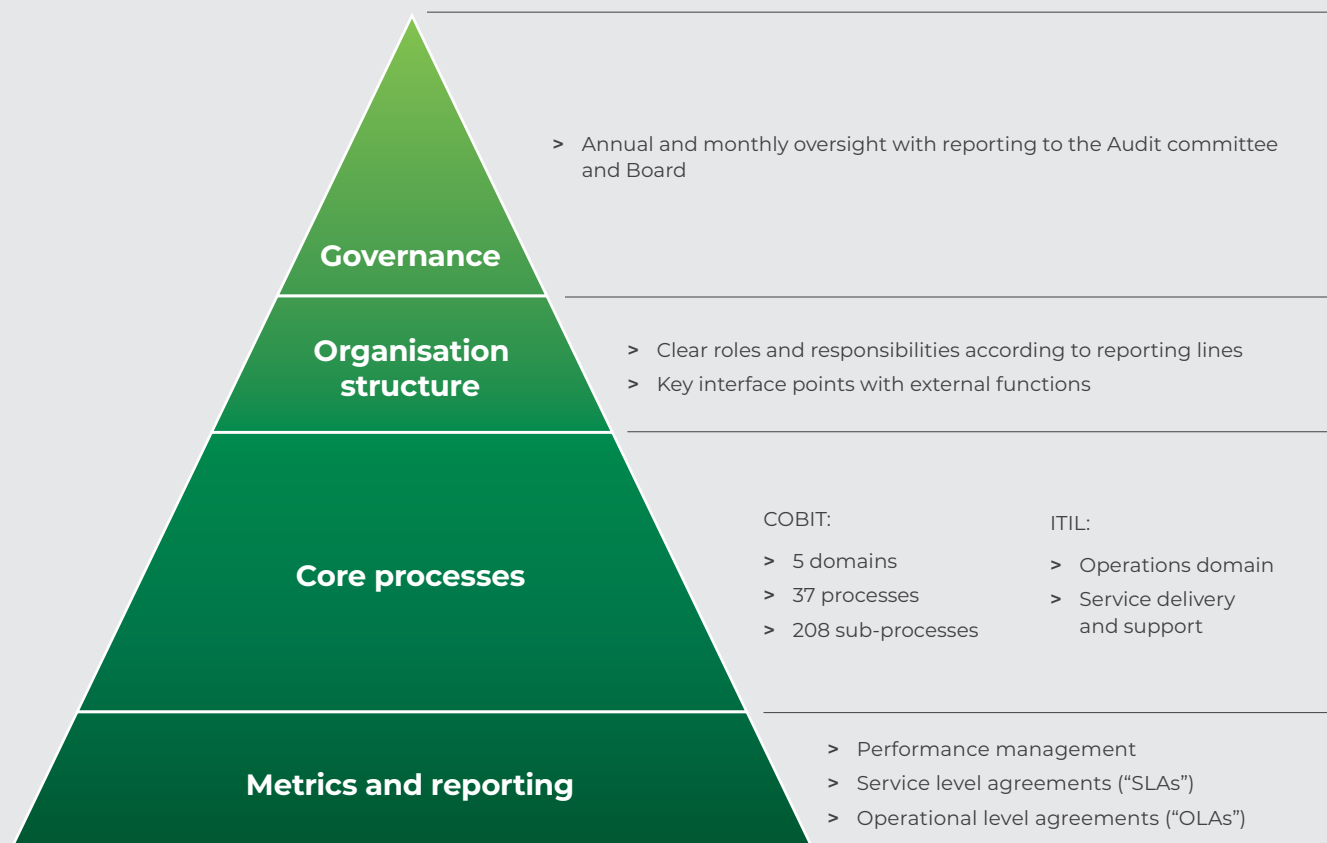 Governance
> Annual and monthly oversight with reporting to the Audit committee
and Board
Organisation
structure
> Clear roles and responsibilities according to reporting lines
> Key interface points with external functions
Core processes
COBIT:
> 5 domains
> 37 processes
> 208 sub-processes
ITIL:
> Operations domain
> Service delivery
and support
Metrics and reporting
> Performance management
> Service level agreements (“SLAs”)
> Operational level agreements (“OLAs”)